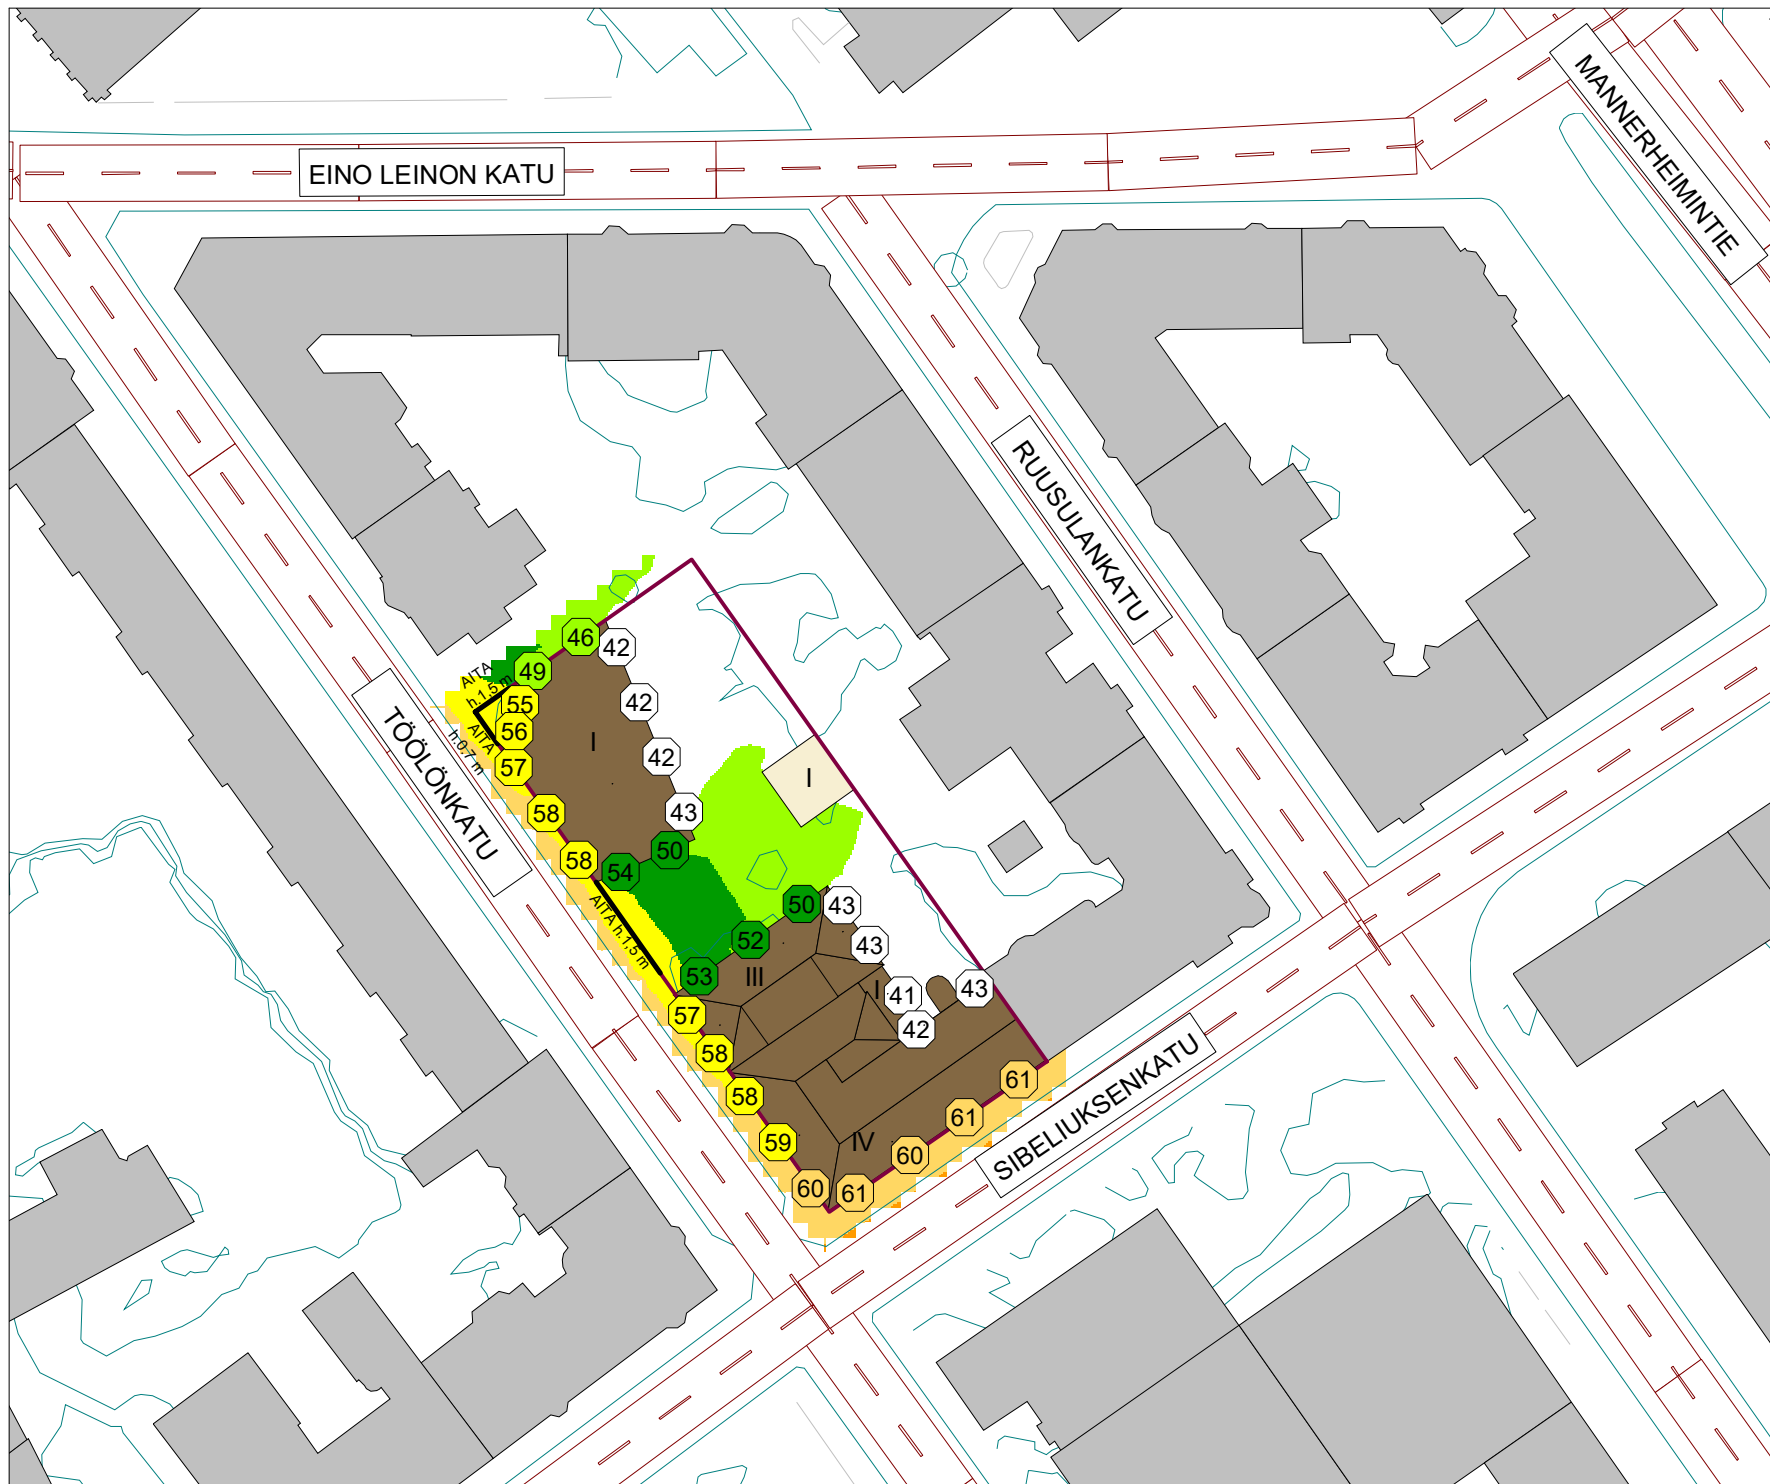 MANNERHEIMINTIE
EINO LEINON KATU
RUUSULANKATU
46
42
49
AITA
h.1,5 m
55
42
56
AITA
h.0.7 m
I
42
57
I
TÖÖLÖNKATU
58
43
50
58
54
AITA h.1,5 m
50
43
52
43
53
III
I
41
43
57
42
58
61
58
61
SIBELIUKSENKATU
59
IV
60
60
61